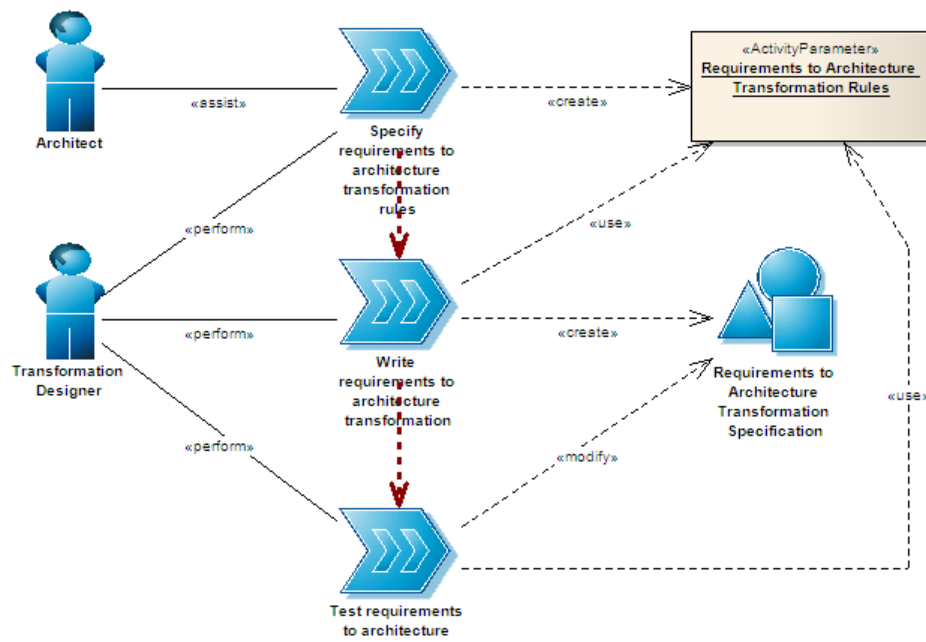 «ActivityParameter»
Requirements to Architecture
Transformation Rules
«assist»
«create»
Architect
Specify
requirements to
architecture
transformation
rules
«perform»
«use»
Transformation
Designer
«perform»
«create»
Write
requirements to
architecture
transformation
Requirements to
Architecture
Transformation
Specification
«use»
«perform»
«modify»
Test requirements
to architecture